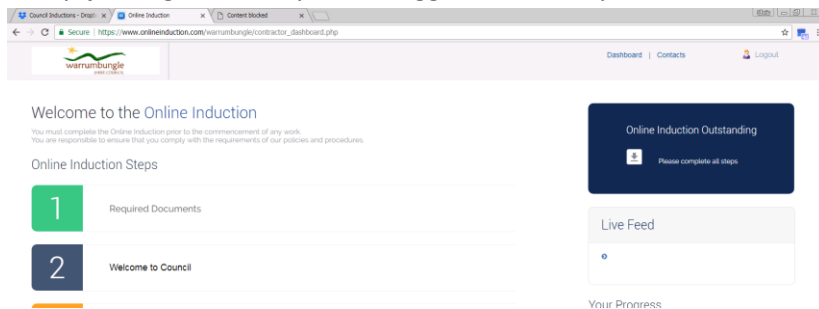 Council Inductions - Drop
Online Induction
Content blocked
Secure
https://www.onlineinduction.com/warrumbungle/contractor_dashboard.php
warrumbungle
SHIRE COUNCIL
Dashboard | Contacts
Logout
Welcome to the Online Induction
You must complete the Online Induction prior to the commencement of any work.
You are responsible to ensure that you comply with the requirements of our policies and procedures.
Online Induction Steps
1
Required Documents
2
Welcome to Council
Online Induction Outstanding
Please complete all steps
Live Feed
Your Progress